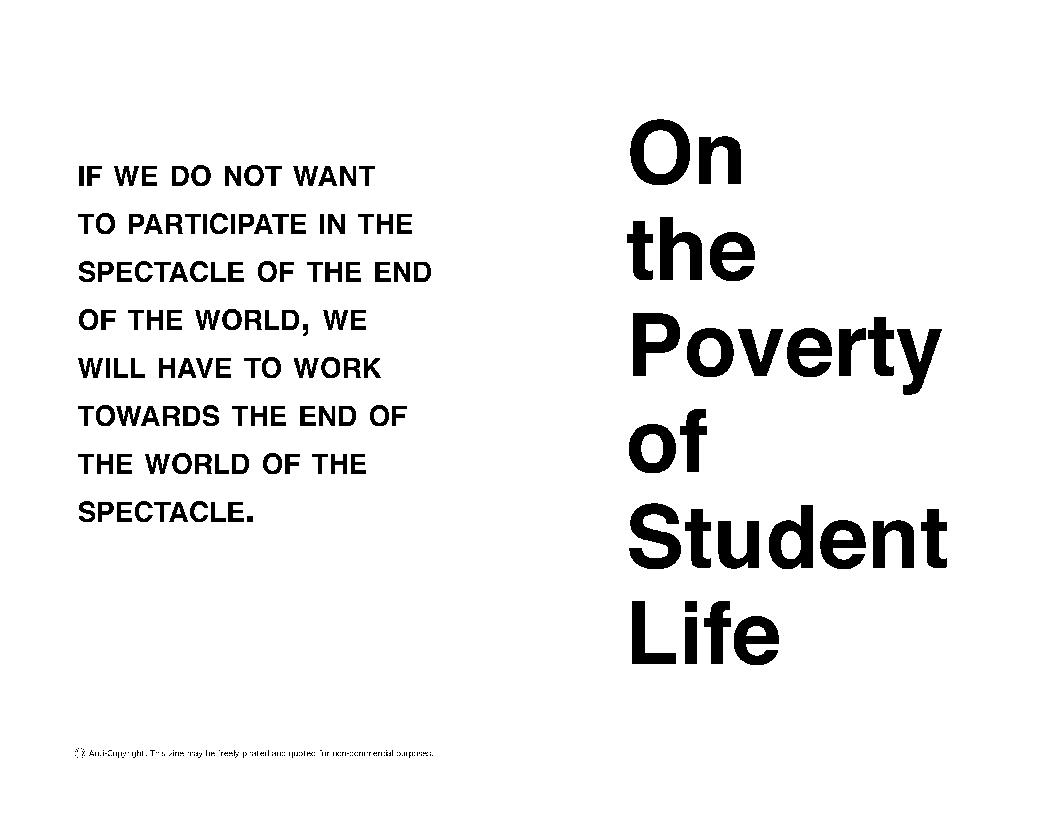 IF WE DO NOT WANT
TO PARTICIPATE IN THE
SPECTACLE OF THE END
OF THE WORLD, WE
WILL HAVE TO WORK
TOWARDS THE END OF
THE WORLD OF THE
SPECTACLE.
Anti-Copyright. This zine may be freely pirated and quoted for non-commercial purposes.
On
the
Poverty
of
Student
Life